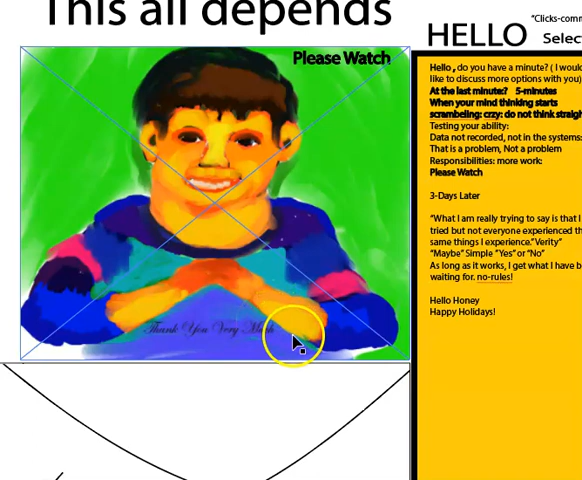 This all depends
Please Watch
Thank You Very Much
"Clicks-comm
HELLO Selec
Hello , do you have a minute? ( I would
like to discuss more options with you)
At the last minute? 5-minutes
When your mind thinking starts
scrambeling: crzy: do not think straigh
Testing your ability:
Data not recorded, not in the systems:
That is a problem, Not a problem
Responsibilities: more work:
Please Watch
3-Days Later
"What I am really trying to say is that I
tried but not everyone experienced th
same things I experience."Verity"
"Maybe" Simple "Yes" or "No"
As long as it works, I get what I have b
waiting for. no-rules!
Hello Honey
Happy Holidays!